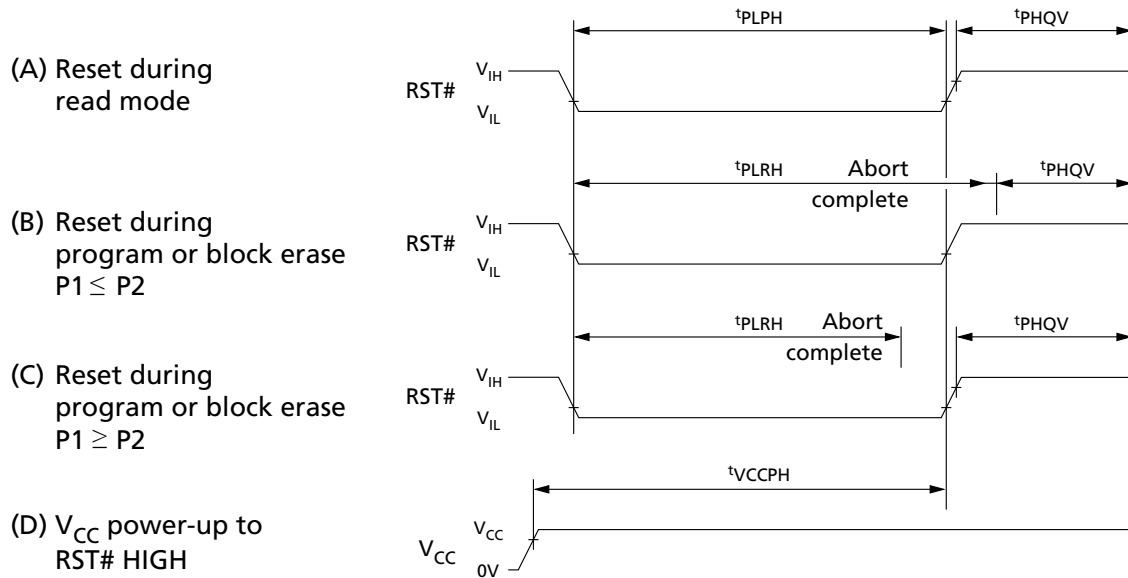 tPLPH
tPHQV
(A) Reset during
read mode
RST#
VIH
VIL
tPLRH
Abort
complete
tPHQV
(B) Reset during
program or block erase
P1 ≤ P2
RST#
VIH
VIL
tPLRH
Abort
complete
tPHQV
(C) Reset during
program or block erase
P1 ≥ P2
RST#
VIH
VIL
tVCCPH
(D) VCC power-up to
RST# HIGH
VCC
VCC
0V